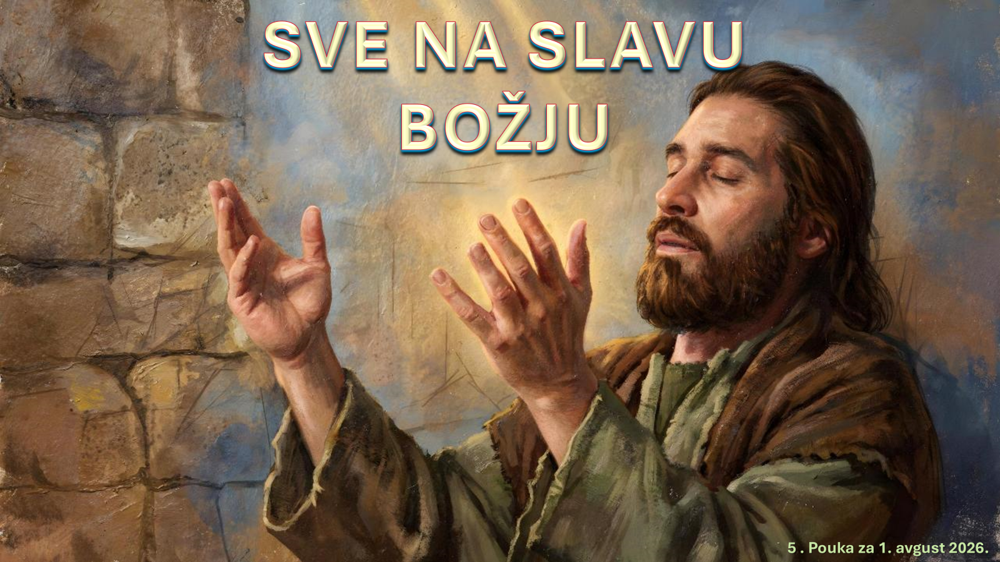 SVE NA SLAVU
BOŽJU
5 . Pouka za 1. avgust 2026.